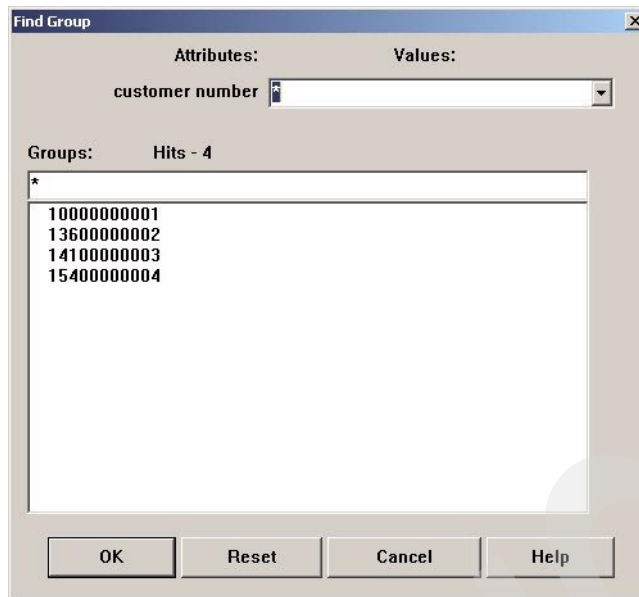 Find Group
Attributes: Values:
customer number *
Groups: Hits - 4
*
10000000001
13600000002
14100000003
15400000004
OK Reset Cancel Help